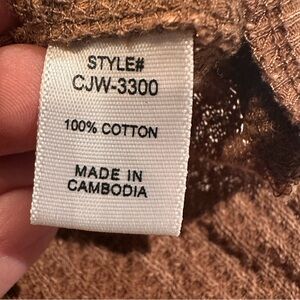 STYLE#
CJW-3300
100% COTTON
MADE IN
CAMBODIA